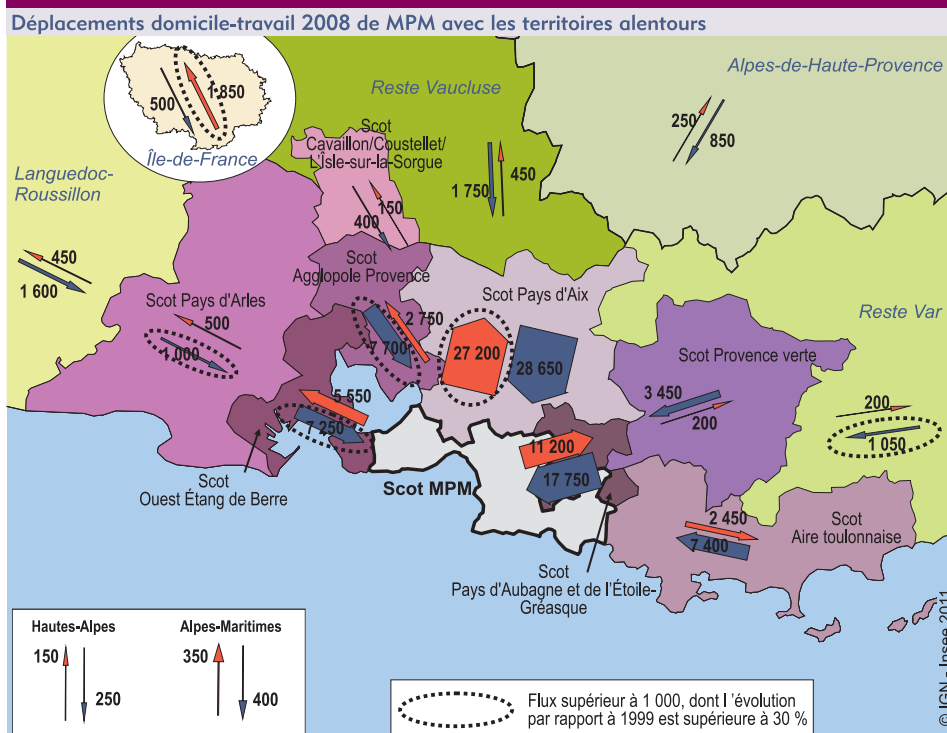 Déplacements domicile-travail 2008 de MPM avec les territoires alentours
Alpes-de-Haute-Provence
Reste Vaucluse
500
1 850
Île-de-France
250
850
Scot
Cavaillon/Coustellet/
L'Isle-sur-la-Sorgue
Languedoc-
Roussillon
1 750
450
150
400
450
1 600
Scot
Agglopole Provence
Scot Pays d'Arles
Scot Pays d'Aix
Reste Var
500
1 000
2 750
7 700
27 200
28 650
Scot Provence verte
3 450
200
200
1 050
5 550
7 250
11 200
17 750
Scot
Ouest Étang de Berre
Scot MPM
2 450
7 400
Scot
Aire toulonnaise
Scot
Pays d'Aubagne et de l'Étoile-
Gréasque
Hautes-Alpes
150
250
Alpes-Maritimes
350
400
Flux supérieur à 1 000, dont l 'évolution
par rapport à 1999 est supérieure à 30 %
© IGN - Insee 2011